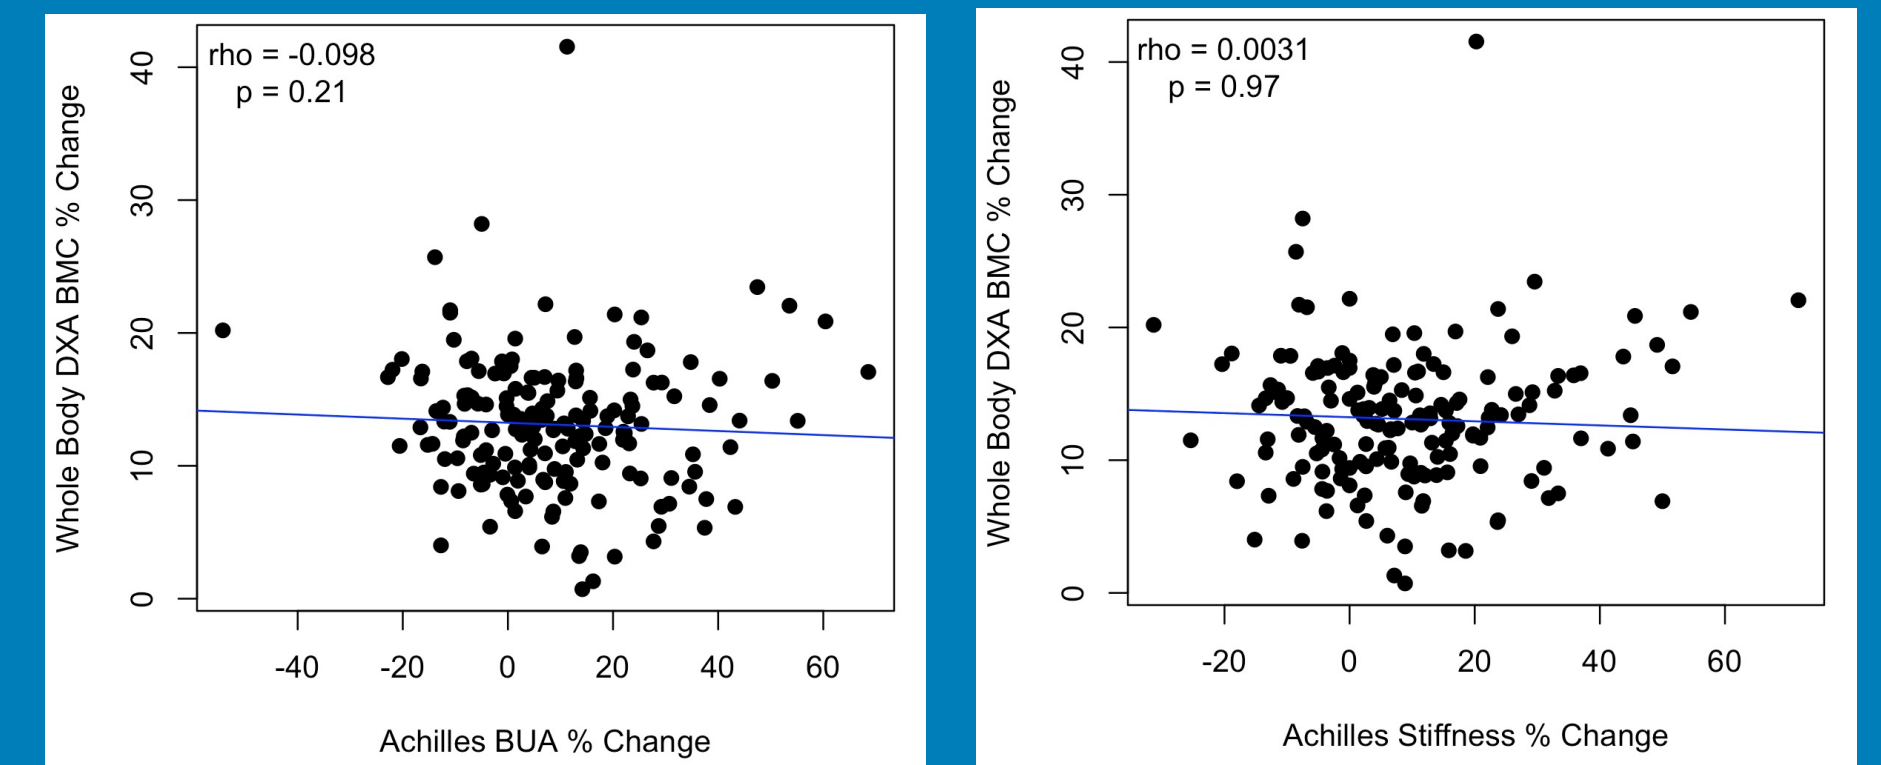 rho = -0.098
p = 0.21
Whole Body DXA BMC % Change
40
30
20
10
0
-40 -20 0 20 40 60
Achilles BUA % Change
rho = 0.0031
p = 0.97
Whole Body DXA BMC % Change
40
30
20
10
0
-20 0 20 40 60
Achilles Stiffness % Change